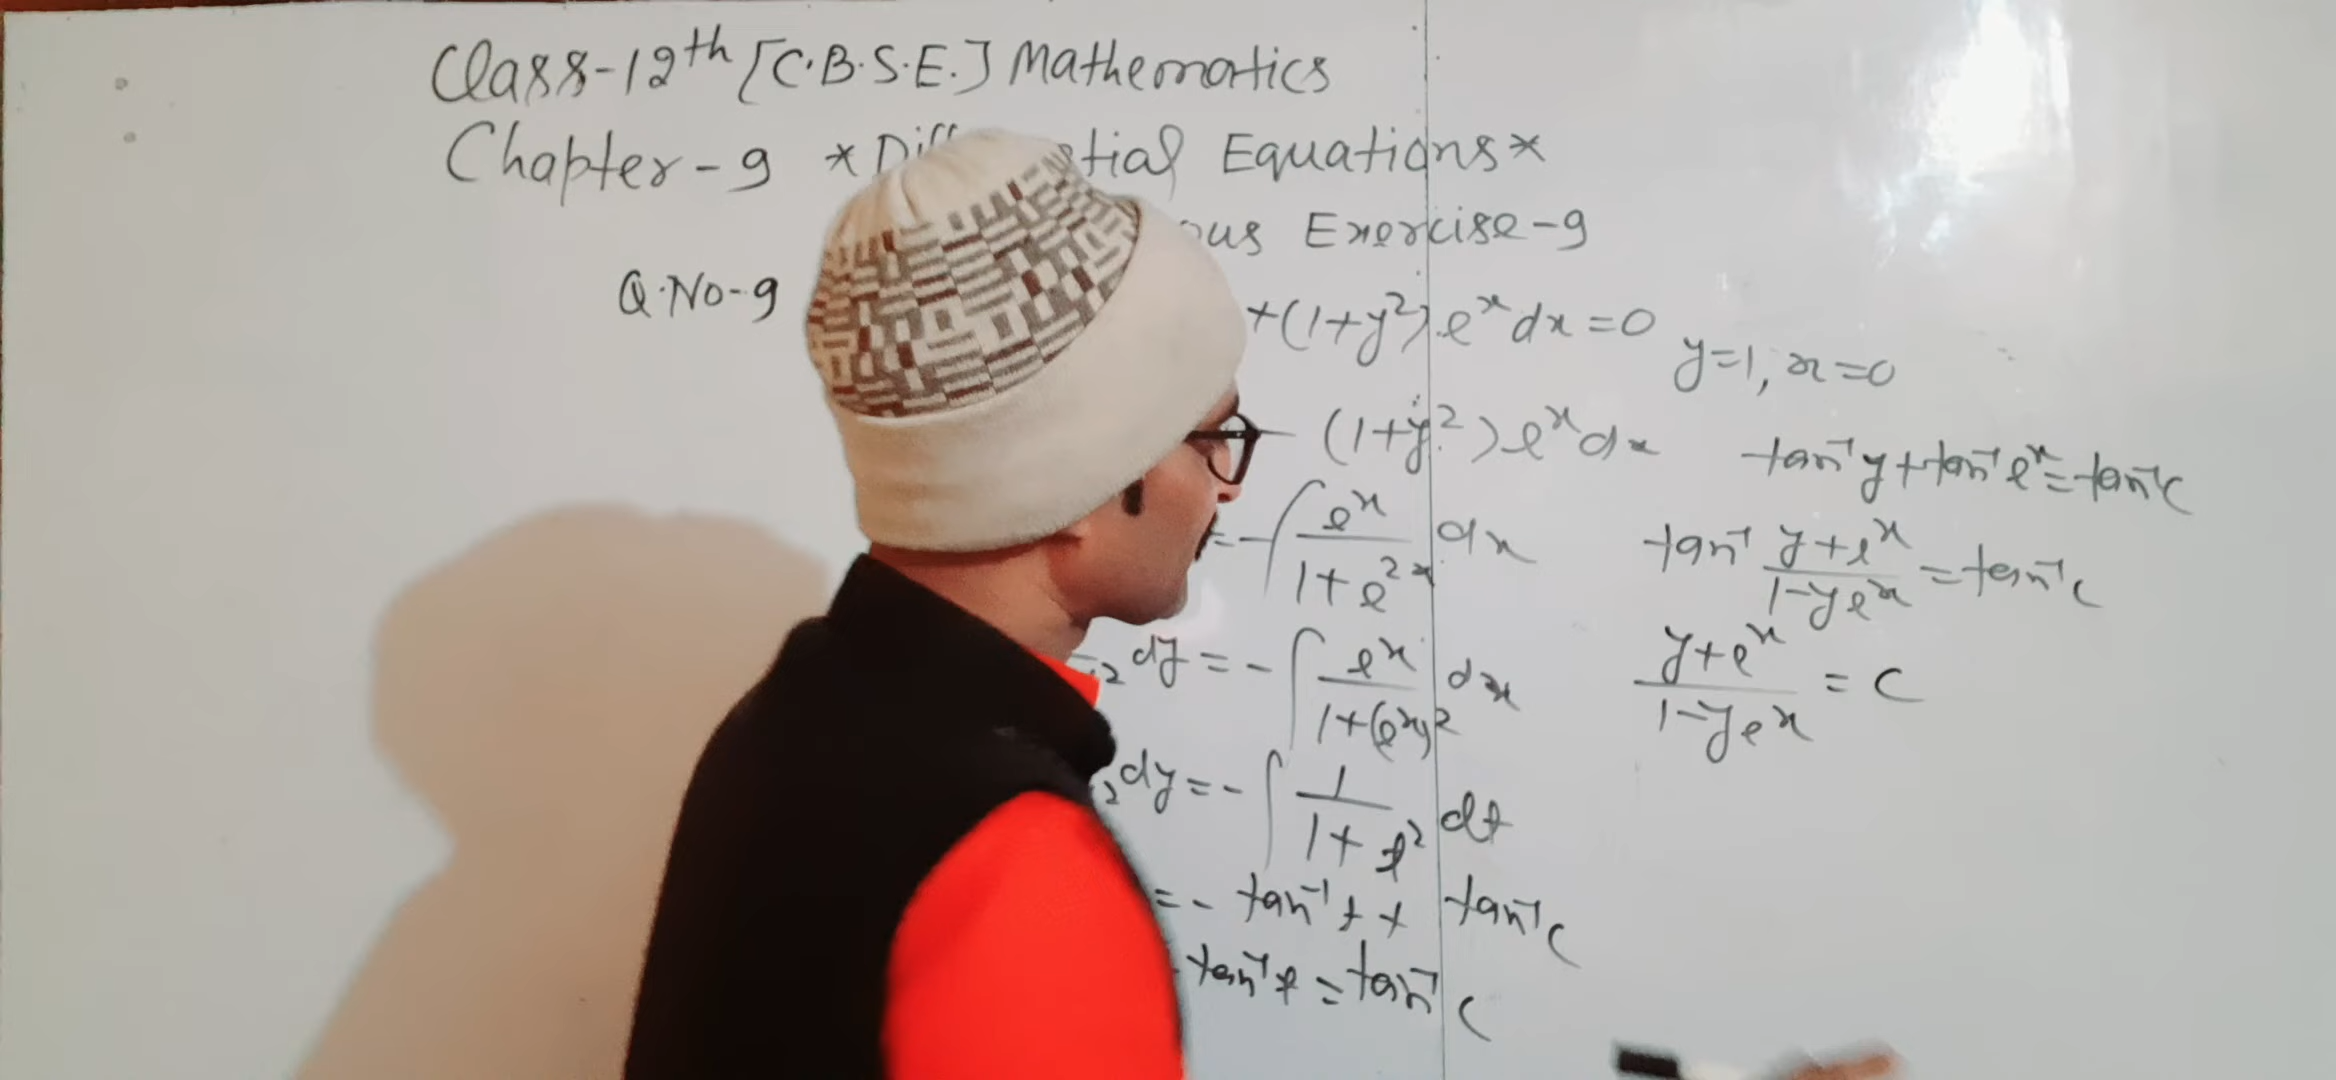 Class-12th [C.B.S.E.] Mathematics
Chapter-9 * Equations*
Exercise-9
Q.No-9 +(1+y²)e^x dx=0 y=1, x=0
- (1+y²)e^x dx
= -∫ e^x/(1+e^2x) dx
dy = -∫ e^x/(1+(e^x)²) dx
dy = -∫ 1/(1+t²) dt
= - tan⁻¹t + tan⁻¹c
tan⁻¹t = tan⁻¹c
tan⁻¹y + tan⁻¹e^x = tan⁻¹c
tan⁻¹ (y+e^x)/(1-ye^x) = tan⁻¹c
(y+e^x)/(1-ye^x) = c